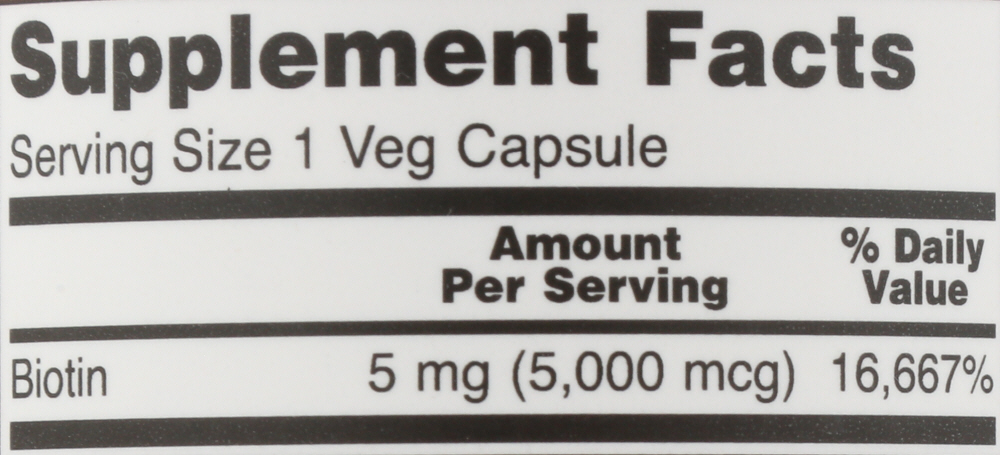 Supplement Facts
Serving Size 1 Veg Capsule
Amount Per Serving
% Daily Value
Biotin 5 mg (5,000 mcg) 16,667%